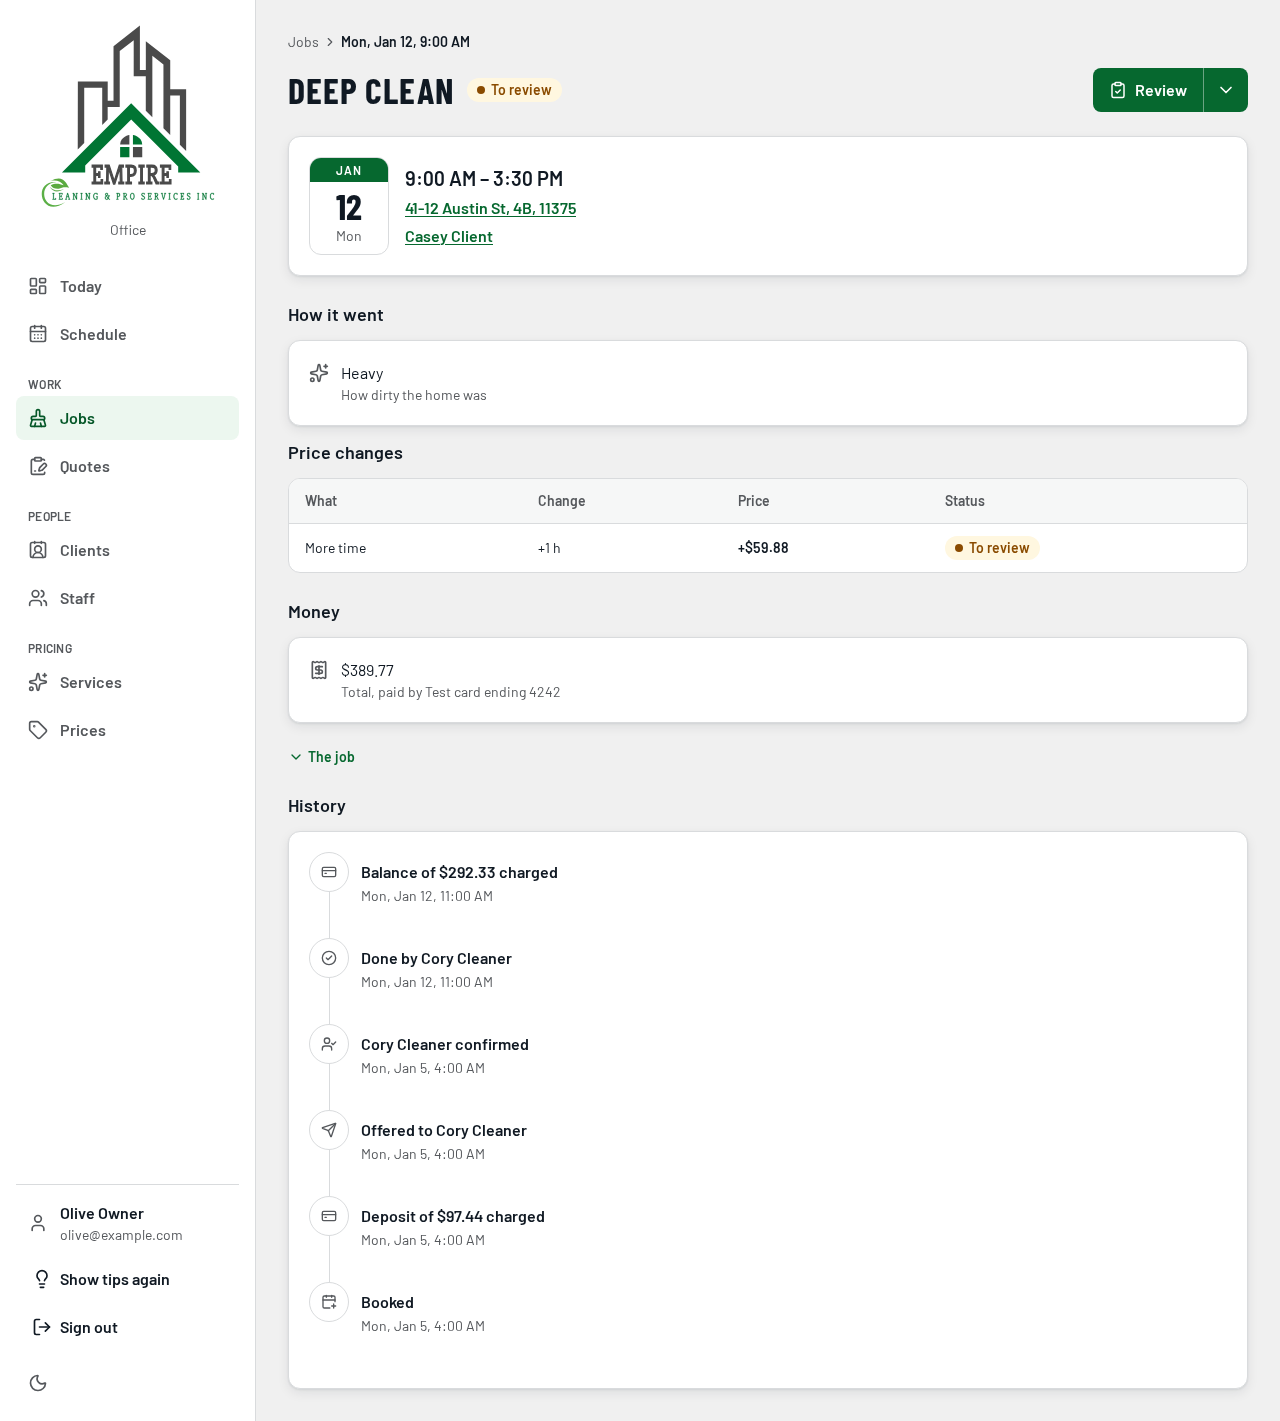 EMPIRE
CLEANING & PRO SERVICES INC
Office
Today
Schedule
WORK
Jobs
Quotes
PEOPLE
Clients
Staff
PRICING
Services
Prices
Olive Owner
olive@example.com
Show tips again
Sign out
Jobs > Mon, Jan 12, 9:00 AM
DEEP CLEAN To review
Review
JAN
12
Mon
9:00 AM – 3:30 PM
41-12 Austin St, 4B, 11375
Casey Client
How it went
Heavy
How dirty the home was
Price changes
What Change Price Status
More time +1 h +$59.88 To review
Money
$389.77
Total, paid by Test card ending 4242
The job
History
Balance of $292.33 charged
Mon, Jan 12, 11:00 AM
Done by Cory Cleaner
Mon, Jan 12, 11:00 AM
Cory Cleaner confirmed
Mon, Jan 5, 4:00 AM
Offered to Cory Cleaner
Mon, Jan 5, 4:00 AM
Deposit of $97.44 charged
Mon, Jan 5, 4:00 AM
Booked
Mon, Jan 5, 4:00 AM